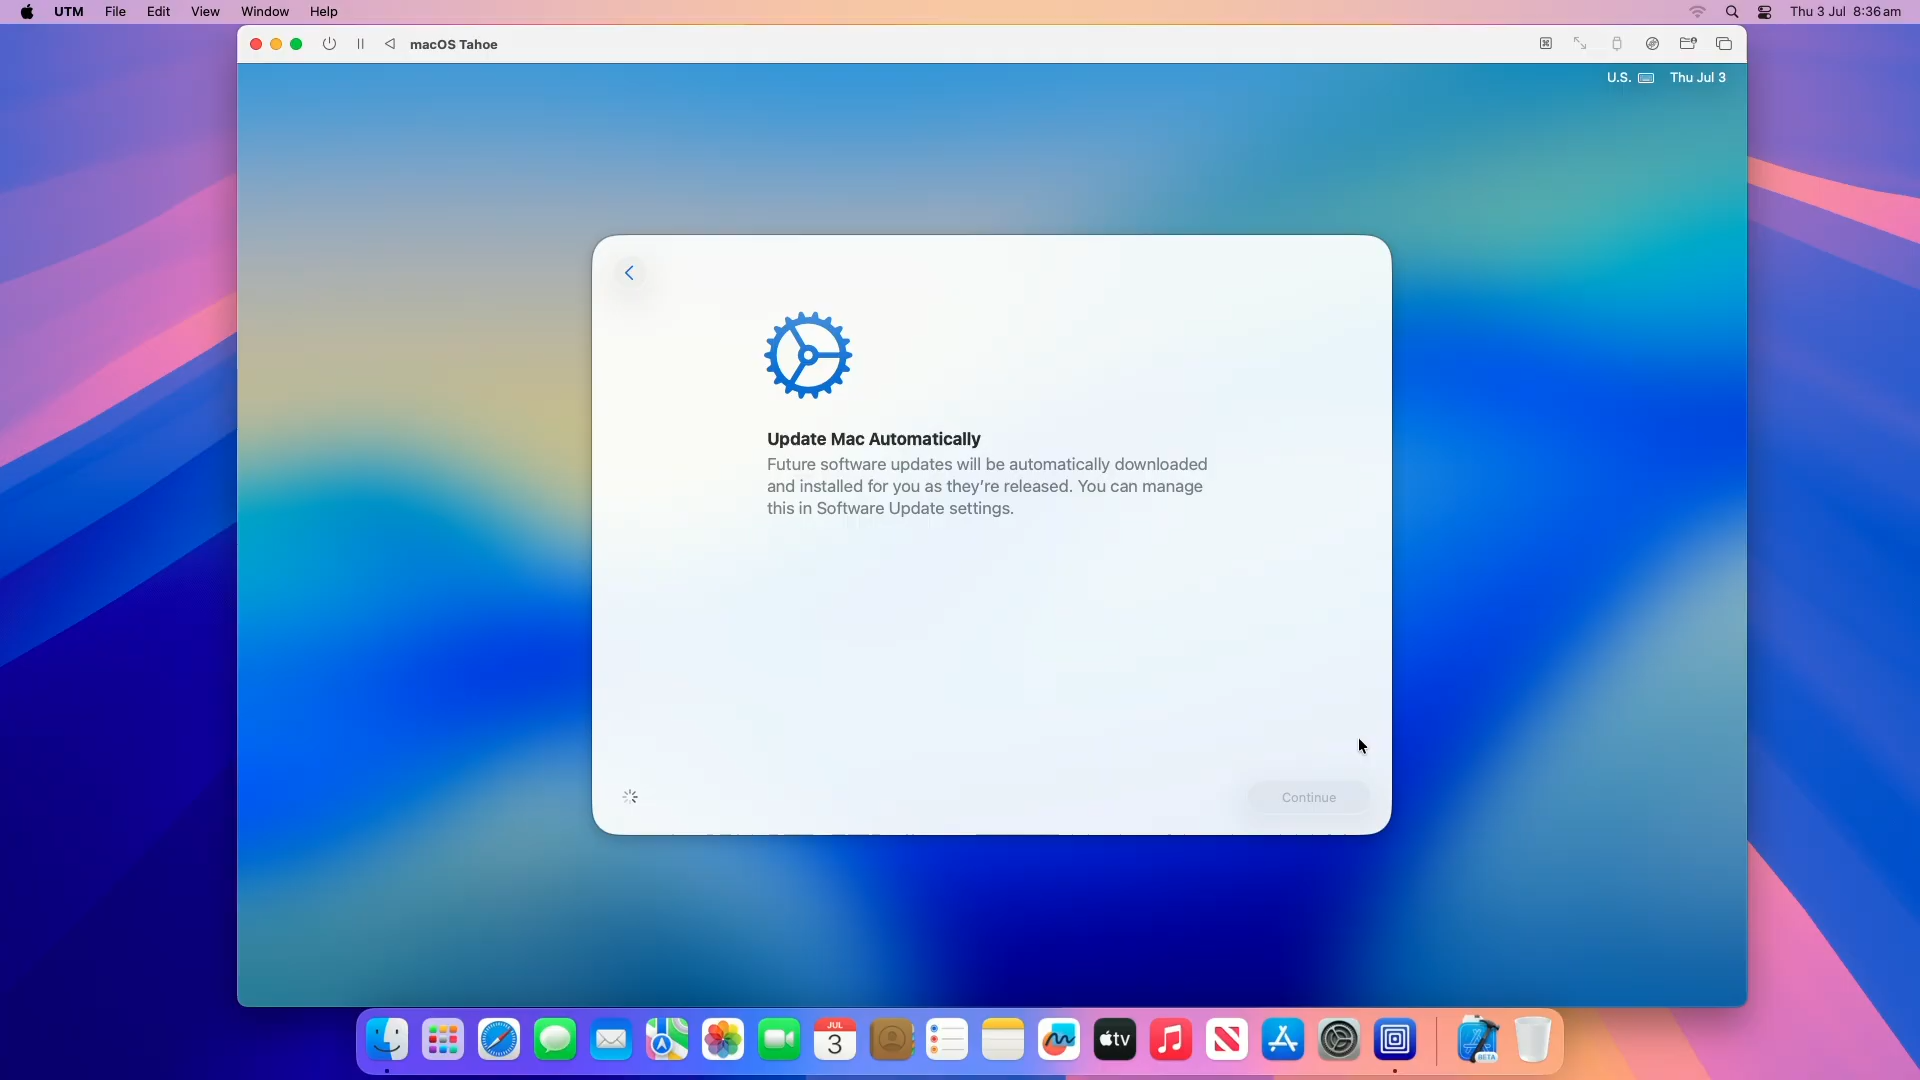 UTM File Edit View Window Help
Thu 3 Jul 8:36 am
macOS Tahoe
U.S. Thu Jul 3
Update Mac Automatically
Future software updates will be automatically downloaded
and installed for you as they're released. You can manage
this in Software Update settings.
Continue
JUL
3
tv
BETA